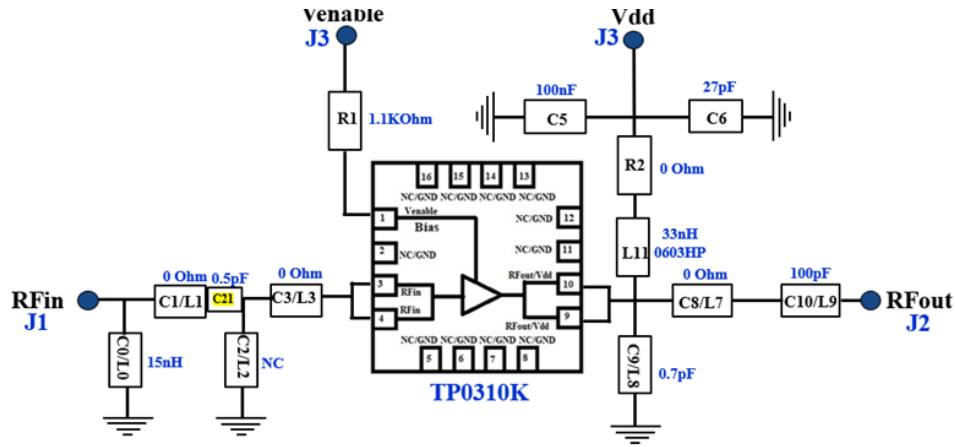 Venable
J3
Vdd
J3
R1
1.1KOhm
100nF
C5
27pF
C6
R2
0 Ohm
33nH
0603HP
L11
16
15
14
13
NC/GND NC/GND NC/GND NC/GND
1
Venable
Bias
2
NC/GND
3
RFin
4
RFin
NC/GND
12
NC/GND
11
RFout/Vdd
10
RFout/Vdd
9
NC/GND NC/GND NC/GND NC/GND
5
6
7
8
TP0310K
RFin
J1
0 Ohm
C1/L1
0.5pF
C21
0 Ohm
C3/L3
C0/L0
15nH
C2/L2
NC
0 Ohm
C8/L7
100pF
C10/L9
RFout
J2
C9/L8
0.7pF